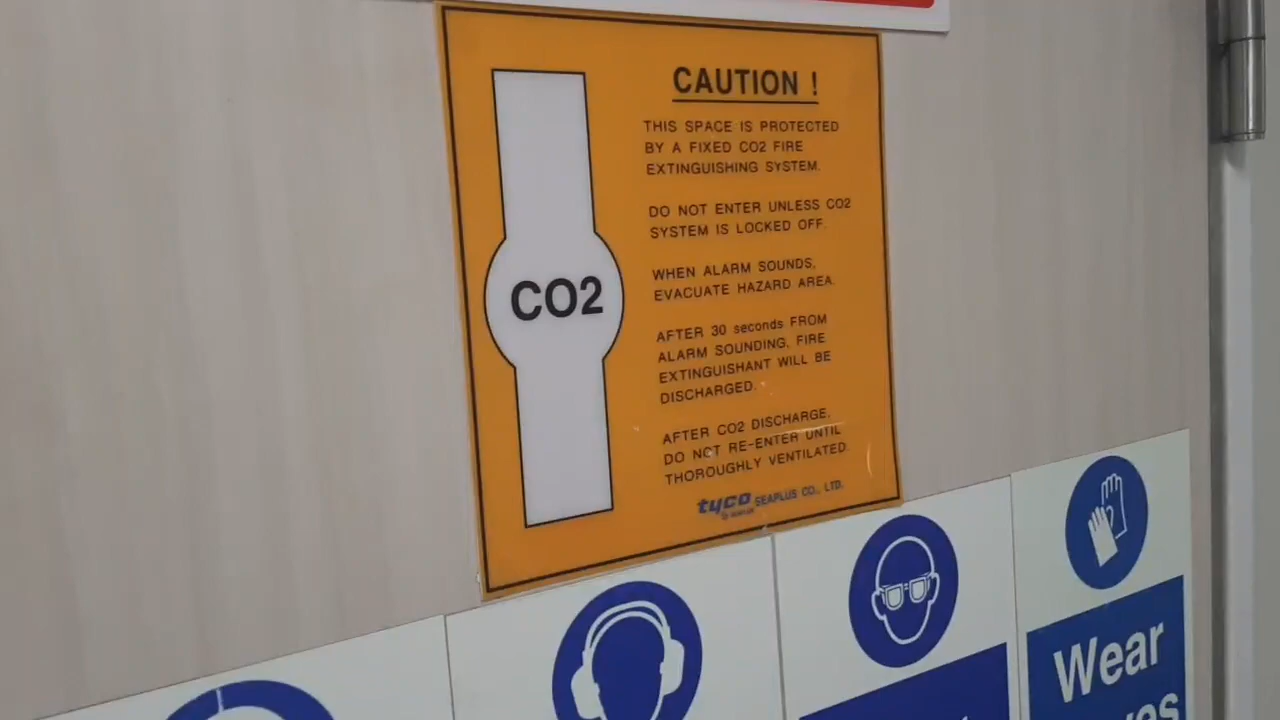 CAUTION !
THIS SPACE IS PROTECTED
BY A FIXED CO2 FIRE
EXTINGUISHING SYSTEM.
DO NOT ENTER UNLESS CO2
SYSTEM IS LOCKED OFF.
WHEN ALARM SOUNDS,
EVACUATE HAZARD AREA.
AFTER 30 seconds FROM
ALARM SOUNDING, FIRE
EXTINGUISHANT WILL BE
DISCHARGED.
AFTER CO2 DISCHARGE,
DO NOT RE-ENTER UNTIL
THOROUGHLY VENTILATED.
tyco SEAPLUS CO., LTD.
CO2
Wear